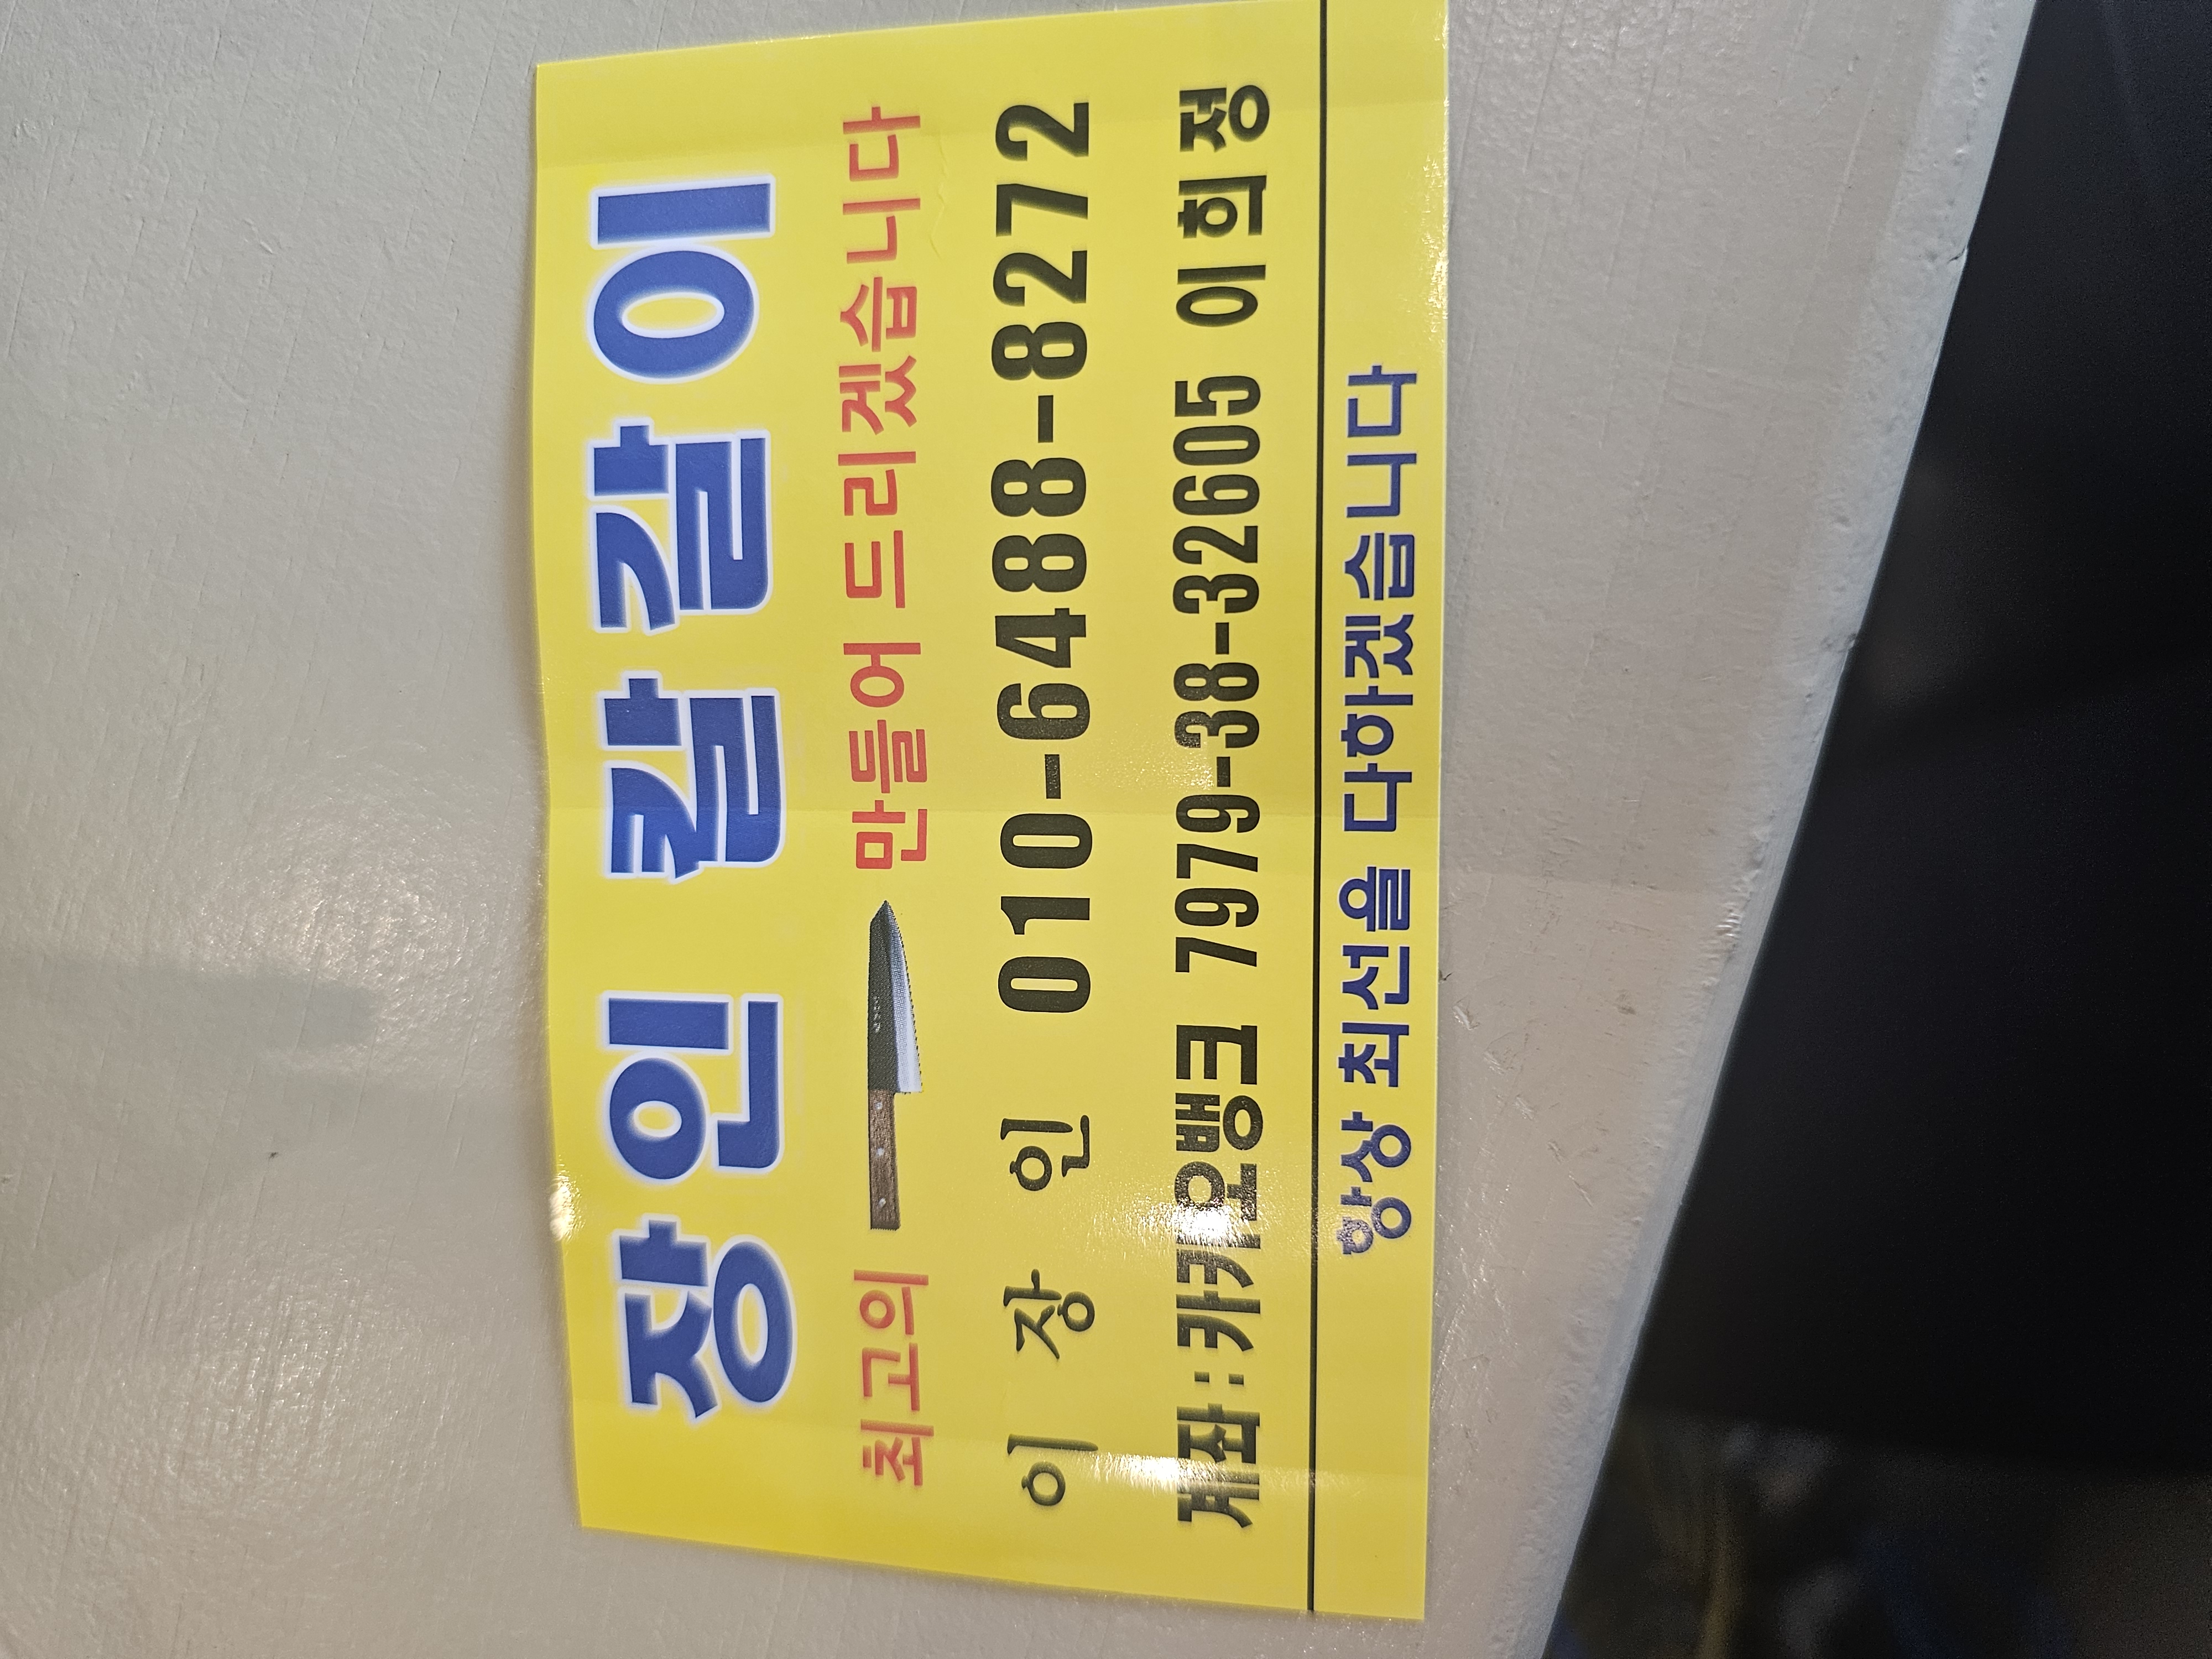 장인 칼갈이
최고의 만들어 드리겠습니다
이 장 인 010-6488-8272
계좌 : 카카오뱅크 7979-38-32605 이희정
항상 최선을 다하겠습니다